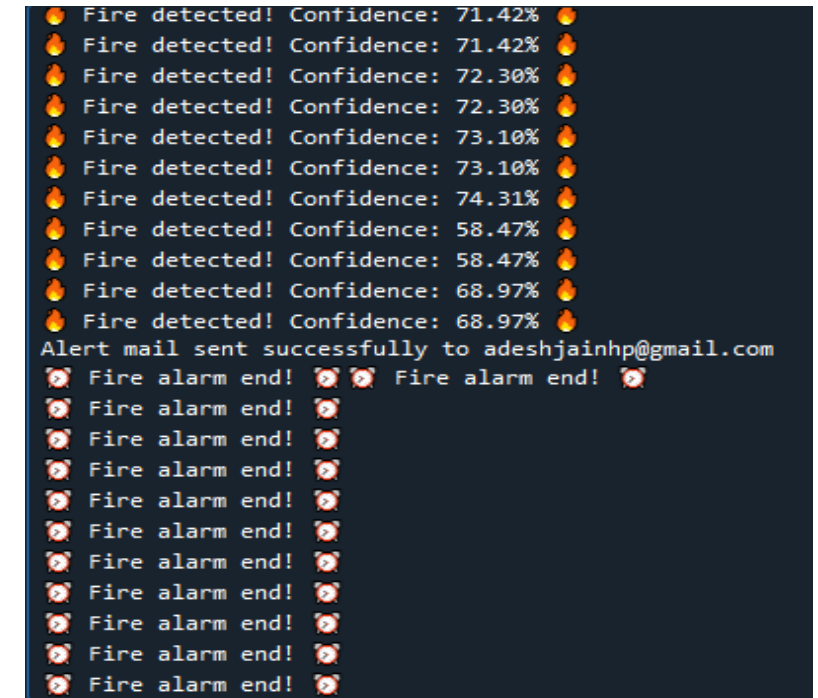 🔥 Fire detected! Confidence: 71.42% 🔥
🔥 Fire detected! Confidence: 71.42% 🔥
🔥 Fire detected! Confidence: 72.30% 🔥
🔥 Fire detected! Confidence: 72.30% 🔥
🔥 Fire detected! Confidence: 73.10% 🔥
🔥 Fire detected! Confidence: 73.10% 🔥
🔥 Fire detected! Confidence: 74.31% 🔥
🔥 Fire detected! Confidence: 58.47% 🔥
🔥 Fire detected! Confidence: 58.47% 🔥
🔥 Fire detected! Confidence: 68.97% 🔥
🔥 Fire detected! Confidence: 68.97% 🔥
Alert mail sent successfully to adeshjainhp@gmail.com
⏰ Fire alarm end! ⏰⏰ Fire alarm end! ⏰
⏰ Fire alarm end! ⏰
⏰ Fire alarm end! ⏰
⏰ Fire alarm end! ⏰
⏰ Fire alarm end! ⏰
⏰ Fire alarm end! ⏰
⏰ Fire alarm end! ⏰
⏰ Fire alarm end! ⏰
⏰ Fire alarm end! ⏰
⏰ Fire alarm end! ⏰
⏰ Fire alarm end! ⏰